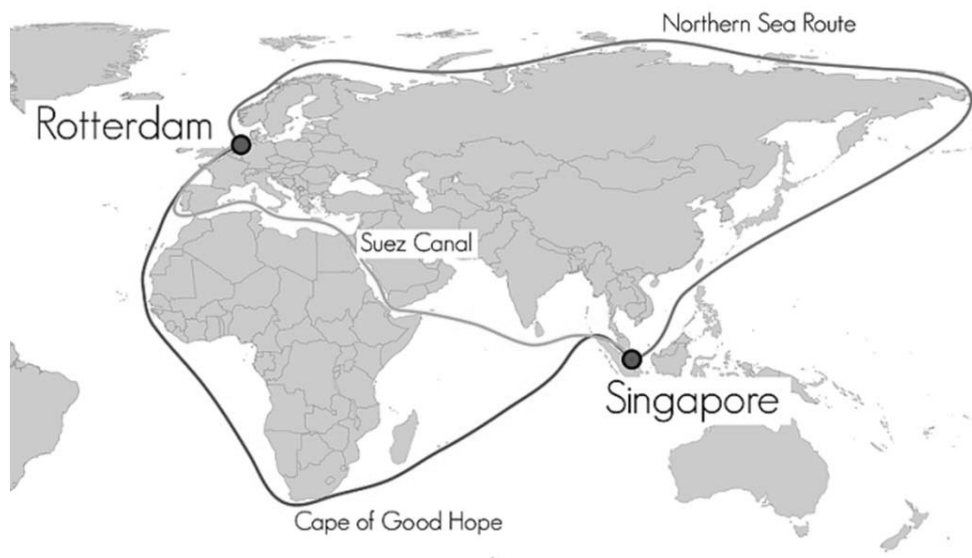 Northern Sea Route
Rotterdam
Suez Canal
Singapore
Cape of Good Hope